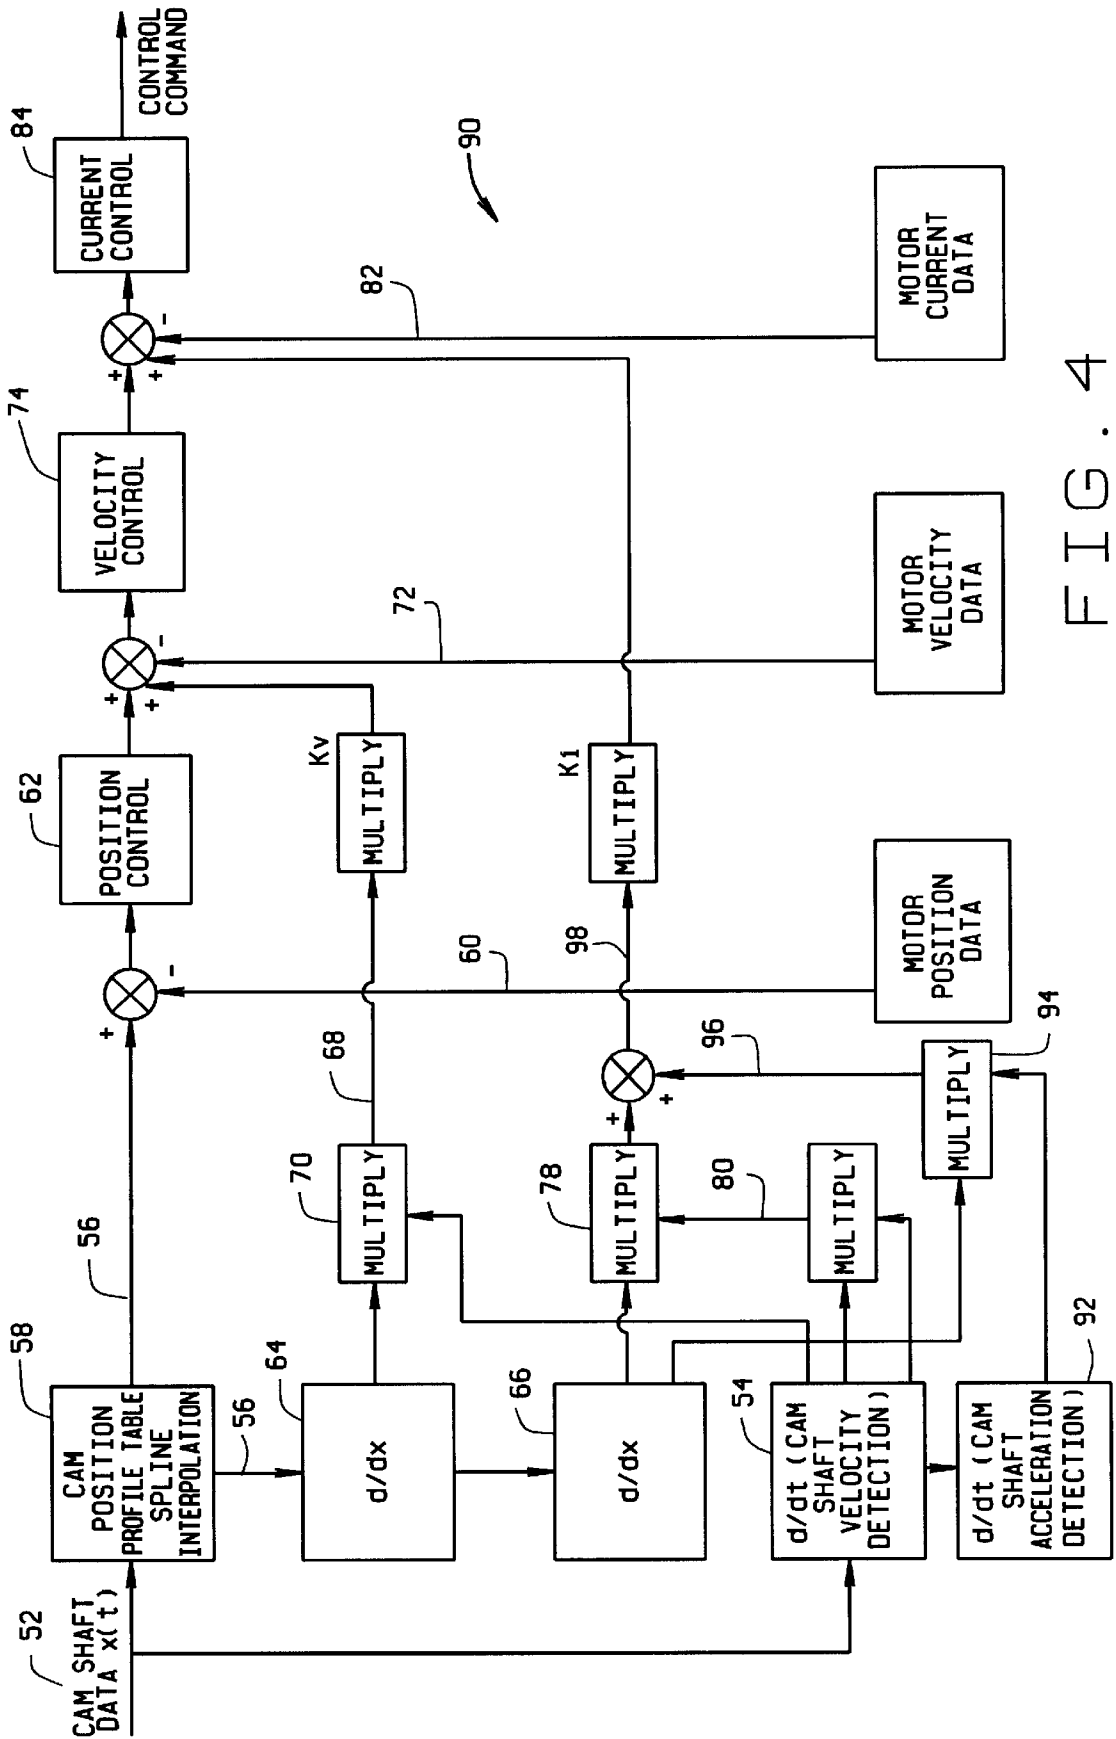 52
CAM SHAFT
DATA x(t)
58
CAM
POSITION
PROFILE TABLE
SPLINE
INTERPOLATION
56
56
62
POSITION
CONTROL
+
-
74
VELOCITY
CONTROL
+
+
-
84
CURRENT
CONTROL
+
+
-
CONTROL
COMMAND
64
d/dx
70
MULTIPLY
68
MULTIPLY
Kv
60
72
82
90
66
d/dx
78
MULTIPLY
+
+
98
MULTIPLY
Ki
80
MULTIPLY
96
MULTIPLY
94
54
d/dt (CAM
SHAFT
VELOCITY
DETECTION)
92
d/dt (CAM
SHAFT
ACCELERATION
DETECTION)
MOTOR
POSITION
DATA
MOTOR
VELOCITY
DATA
MOTOR
CURRENT
DATA
FIG. 4